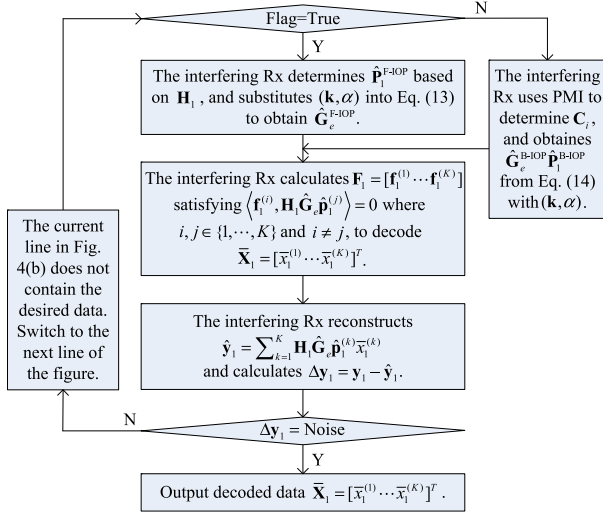 Flag=True
N
Y
The interfering Rx determines P̂₁^F-IOP based
on H₁ , and substitutes (k,α) into Eq. (13)
to obtain Ĝₑ^F-IOP.
The interfering
Rx uses PMI to
determine Cᵢ,
and obtaines
Ĝₑ^B-IOP P̂₁^B-IOP
from Eq. (14)
with(k,α).
The interfering Rx calculates F₁ = [f₁^(1) ⋯ f₁^(K)]
satisfying ⟨f₁^(i), H₁Ĝₑp̂₁^(j)⟩ = 0 where
i, j ∈ {1, ⋯, K} and i ≠ j, to decode
X̄₁ = [x̄₁^(1) ⋯ x̄₁^(K)]^T.
The current
line in Fig.
4(b) does not
contain the
desired data.
Switch to the
next line of
the figure.
The interfering Rx reconstructs
ŷ₁ = ∑_{k=1}^{K} H₁Ĝₑp̂₁^(k) x̄₁^(k)
and calculates Δy₁ = y₁ − ŷ₁.
N
Δy₁ = Noise
Y
Output decoded data X̄₁ = [x̄₁^(1) ⋯ x̄₁^(K)]^T .